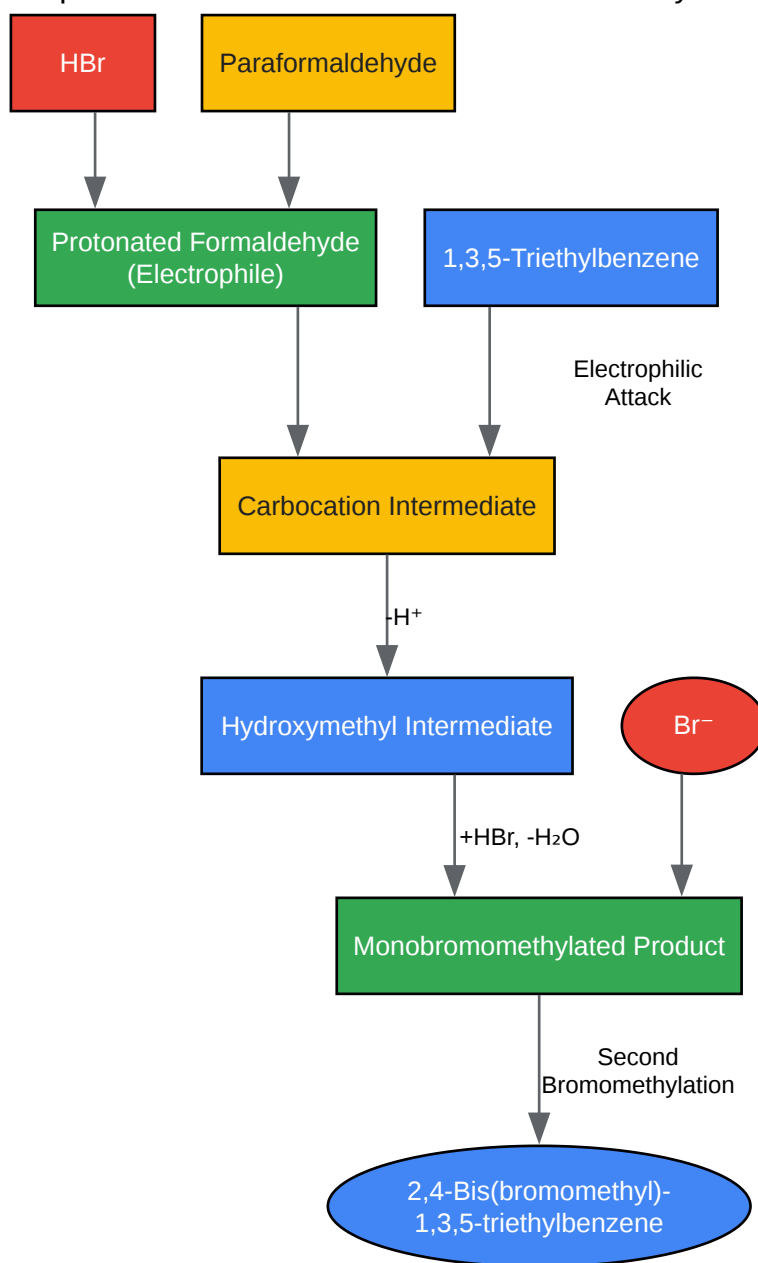 HBr
Paraformaldehyde
Protonated Formaldehyde
(Electrophile)
1,3,5-Triethylbenzene
Electrophilic
Attack
Carbocation Intermediate
-H⁺
Hydroxymethyl Intermediate
Br⁻
+HBr, -H₂O
Monobromomethylated Product
Second
Bromomethylation
2,4-Bis(bromomethyl)-
1,3,5-triethylbenzene